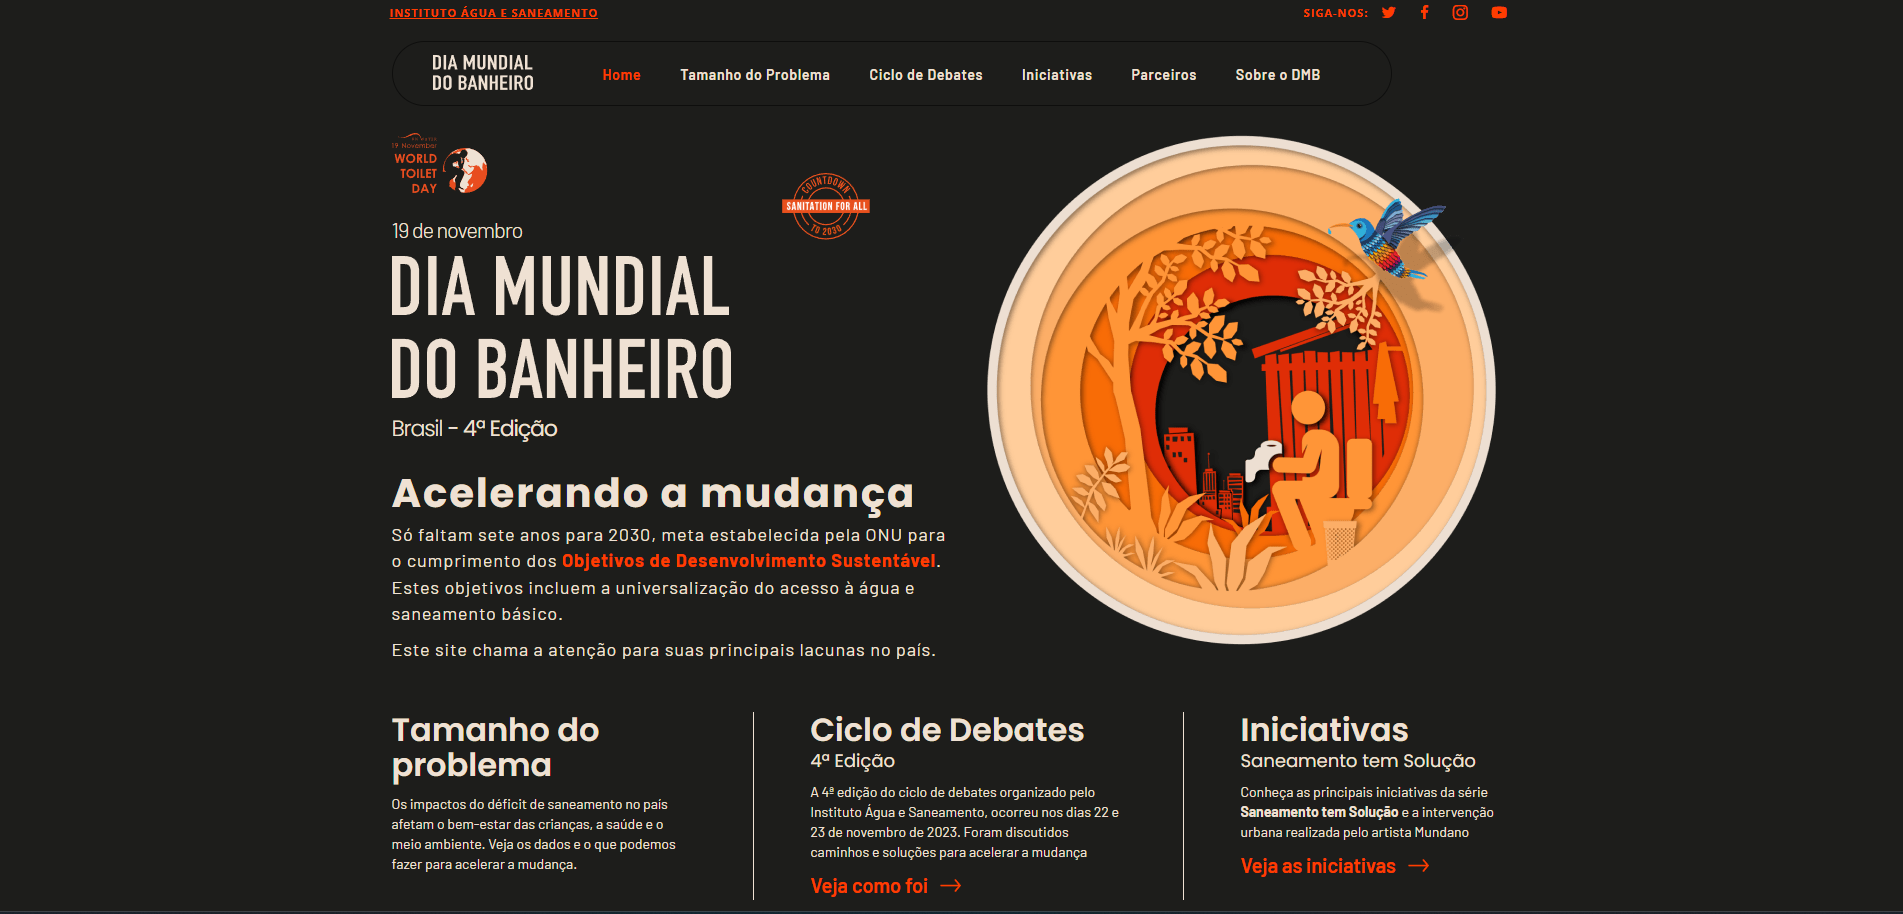 INSTITUTO ÁGUA E SANEAMENTO
SIGA-NOS:
DIA MUNDIAL
DO BANHEIRO
Home
Tamanho do Problema
Ciclo de Debates
Iniciativas
Parceiros
Sobre o DMB
19 November
WORLD
TOILET
DAY
COUNTDOWN
SANITATION FOR ALL
TO 2030
19 de novembro
DIA MUNDIAL
DO BANHEIRO
Brasil - 4ª Edição
Acelerando a mudança
Só faltam sete anos para 2030, meta estabelecida pela ONU para
o cumprimento dos Objetivos de Desenvolvimento Sustentável.
Estes objetivos incluem a universalização do acesso à água e
saneamento básico.
Este site chama a atenção para suas principais lacunas no país.
Tamanho do
problema
Os impactos do déficit de saneamento no país
afetam o bem-estar das crianças, a saúde e o
meio ambiente. Veja os dados e o que podemos
fazer para acelerar a mudança.
Ciclo de Debates
4ª Edição
A 4ª edição do ciclo de debates organizado pelo
Instituto Água e Saneamento, ocorreu nos dias 22 e
23 de novembro de 2023. Foram discutidos
caminhos e soluções para acelerar a mudança
Veja como foi
Iniciativas
Saneamento tem Solução
Conheça as principais iniciativas da série
Saneamento tem Solução e a intervenção
urbana realizada pelo artista Mundano
Veja as iniciativas